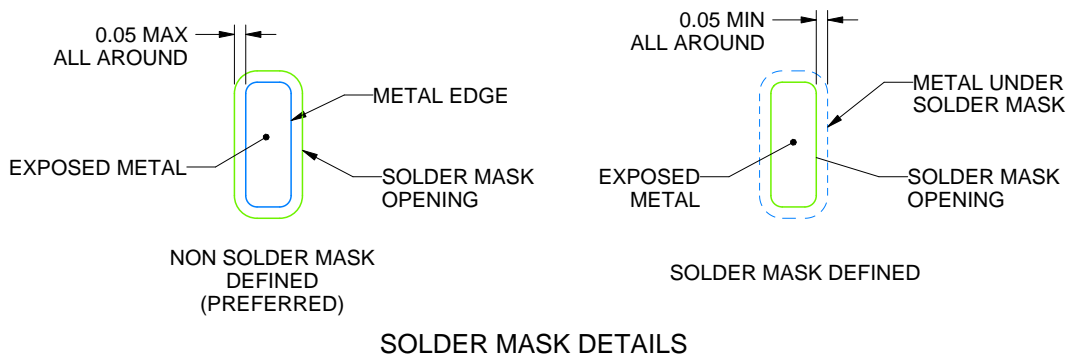 0.05 MAX
ALL AROUND
METAL EDGE
EXPOSED METAL
SOLDER MASK
OPENING
NON SOLDER MASK
DEFINED
(PREFERRED)
0.05 MIN
ALL AROUND
METAL UNDER
SOLDER MASK
EXPOSED
METAL
SOLDER MASK
OPENING
SOLDER MASK DEFINED
SOLDER MASK DETAILS